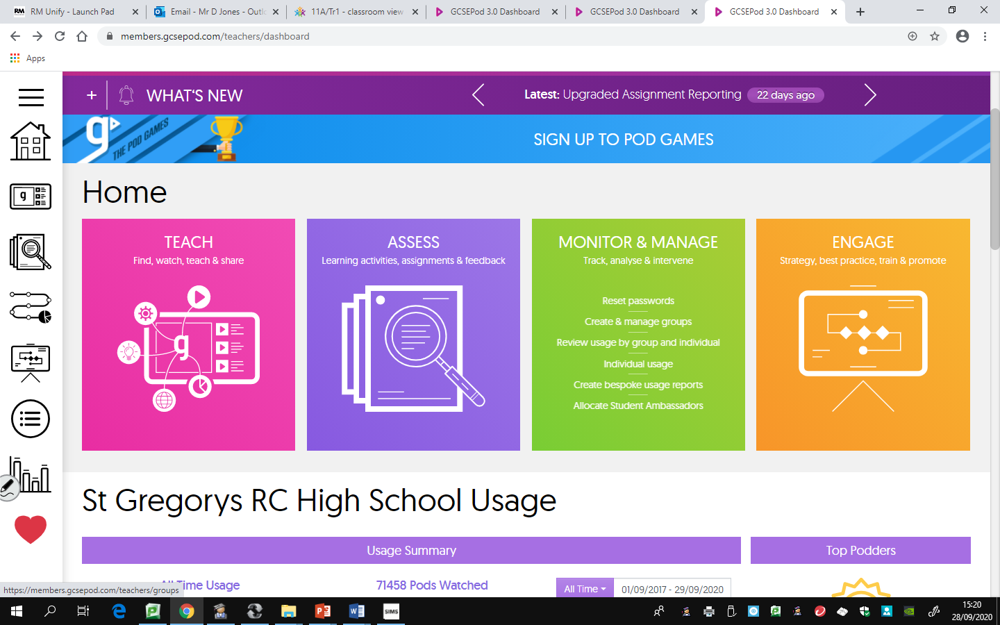 RM RM Unify - Launch Pad
Email - Mr D Jones - Outlo
11A/Tr1 - classroom view
GCSEPod 3.0 Dashboard
GCSEPod 3.0 Dashboard
GCSEPod 3.0 Dashboard
members.gcsepod.com/teachers/dashboard
Apps
+ WHAT'S NEW
Latest: Upgraded Assignment Reporting 22 days ago
g THE POD GAMES
SIGN UP TO POD GAMES
Home
g
TEACH
Find, watch, teach & share
g
ASSESS
Learning activities, assignments & feedback
MONITOR & MANAGE
Track, analyse & intervene
Reset passwords
Create & manage groups
Review usage by group and individual
Individual usage
Create bespoke usage reports
Allocate Student Ambassadors
ENGAGE
Strategy, best practice, train & promote
St Gregorys RC High School Usage
Usage Summary
Top Podders
All Time Usage
71458 Pods Watched
All Time
01/09/2017 - 29/09/2020
https://members.gcsepod.com/teachers/groups
SIMS
15:20
28/09/2020